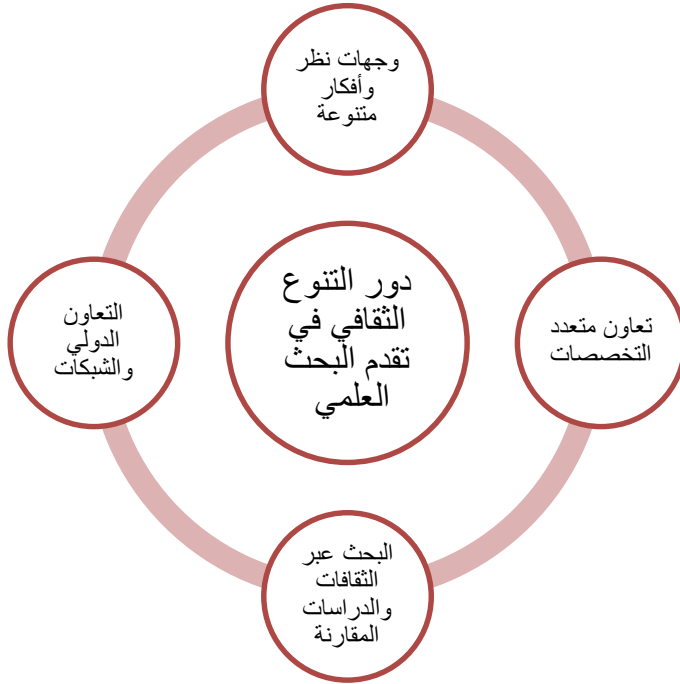 وجهات نظر
وأفكار
متنوعة
دور التنوع
الثقافي في
تقدم البحث
العلمي
تعاون متعدد
التخصصات
البحث عبر
الثقافات
والدراسات
المقارنة
التعاون
الدولي
والشبكات